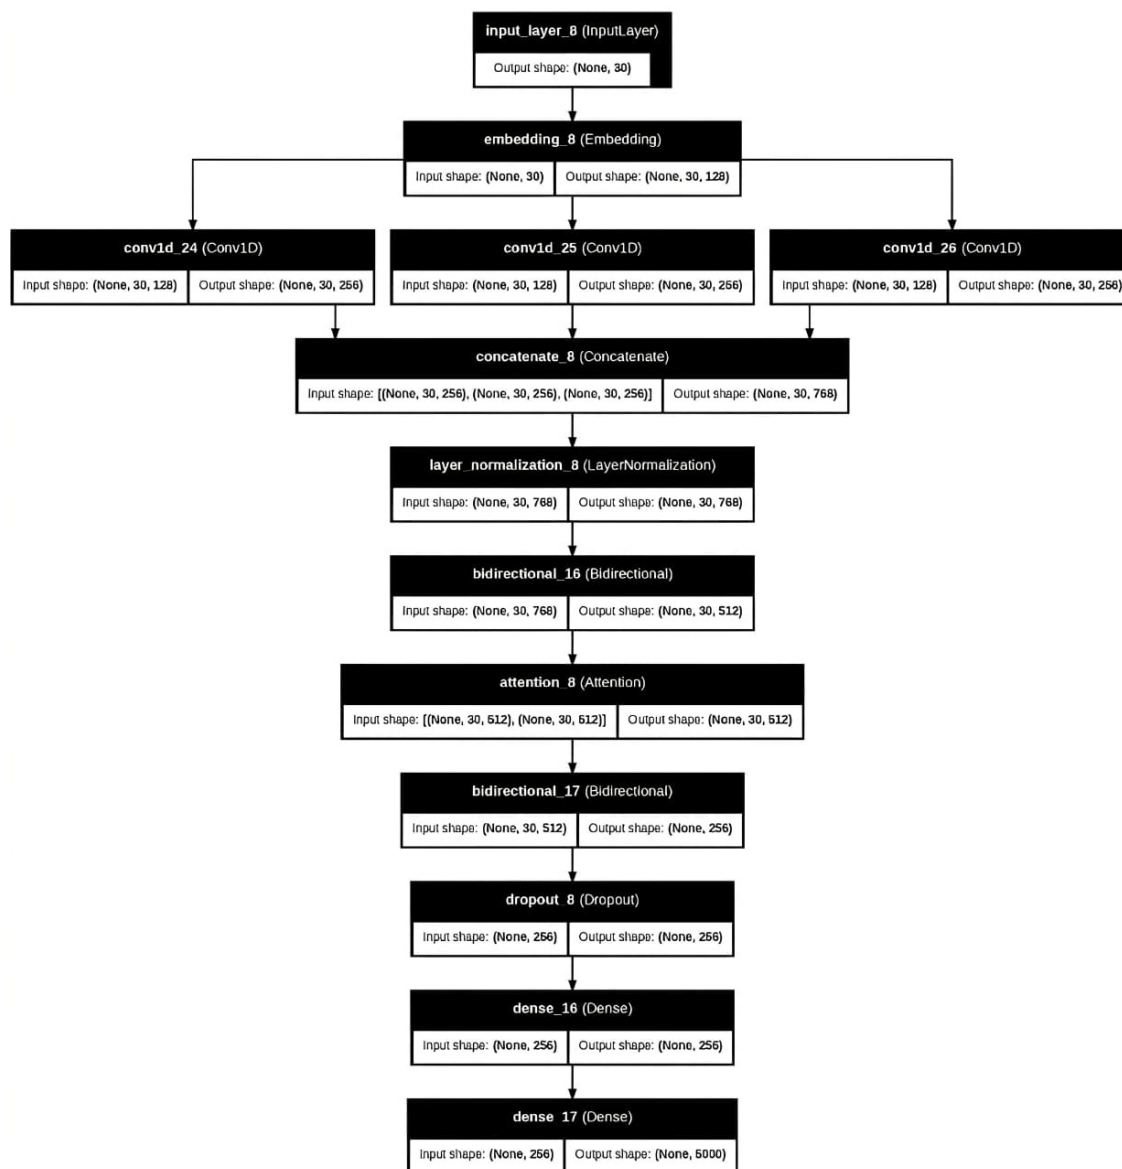 input_layer_8 (InputLayer)
Output shape: (None, 30)
embedding_8 (Embedding)
Input shape: (None, 30) Output shape: (None, 30, 128)
conv1d_24 (Conv1D) conv1d_25 (Conv1D) conv1d_26 (Conv1D)
Input shape: (None, 30, 128) Output shape: (None, 30, 256) Input shape: (None, 30, 128) Output shape: (None, 30, 256) Input shape: (None, 30, 128) Output shape: (None, 30, 256)
concatenate_8 (Concatenate)
Input shape: [(None, 30, 256), (None, 30, 256), (None, 30, 256)] Output shape: (None, 30, 768)
layer_normalization_8 (LayerNormalization)
Input shape: (None, 30, 768) Output shape: (None, 30, 768)
bidirectional_16 (Bidirectional)
Input shape: (None, 30, 768) Output shape: (None, 30, 512)
attention_8 (Attention)
Input shape: [(None, 30, 512), (None, 30, 512)] Output shape: (None, 30, 512)
bidirectional_17 (Bidirectional)
Input shape: (None, 30, 512) Output shape: (None, 256)
dropout_8 (Dropout)
Input shape: (None, 256) Output shape: (None, 256)
dense_16 (Dense)
Input shape: (None, 256) Output shape: (None, 256)
dense_17 (Dense)
Input shape: (None, 256) Output shape: (None, 5000)